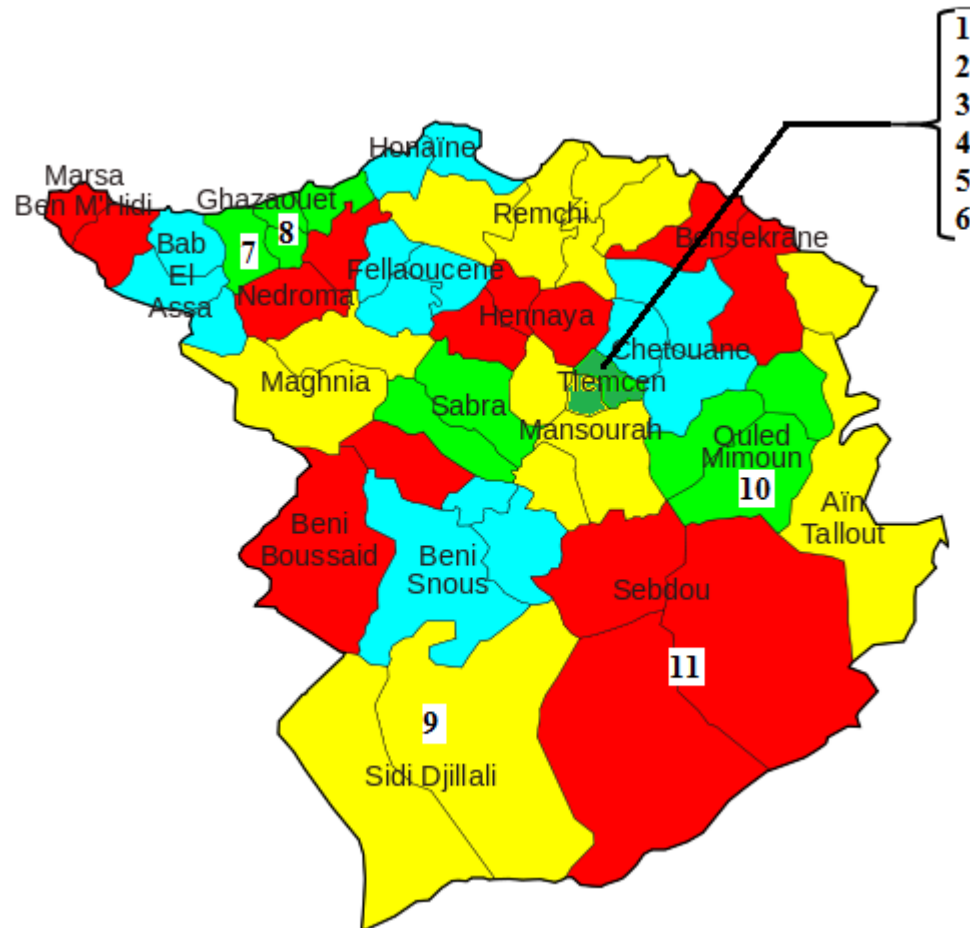 1
2
3
4
5
6
Honaïne
Marsa
Ben M'Hidi
Ghazaouet
Remchi
7
8
Bab
El
Assa
Bensekrane
Fellaoucene
Nedroma
Hennaya
Chetouane
Tlemcen
Maghnia
Sabra
Mansourah
Ouled
Mimoun
10
Aïn
Tallout
Beni
Boussaid
Beni
Snous
Sebdou
11
9
Sidi Djillali